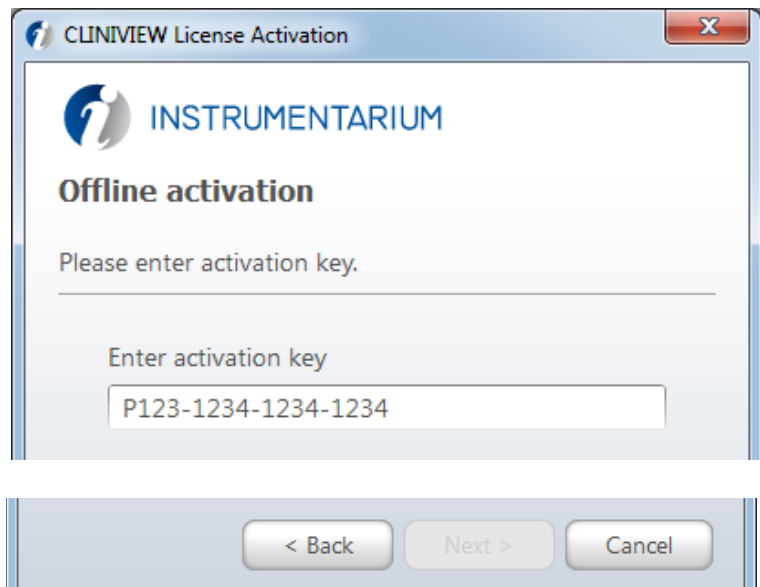 CLINIVIEW License Activation
X
INSTRUMENTARIUM
Offline activation
Please enter activation key.
Enter activation key
P123-1234-1234-1234
< Back Next > Cancel